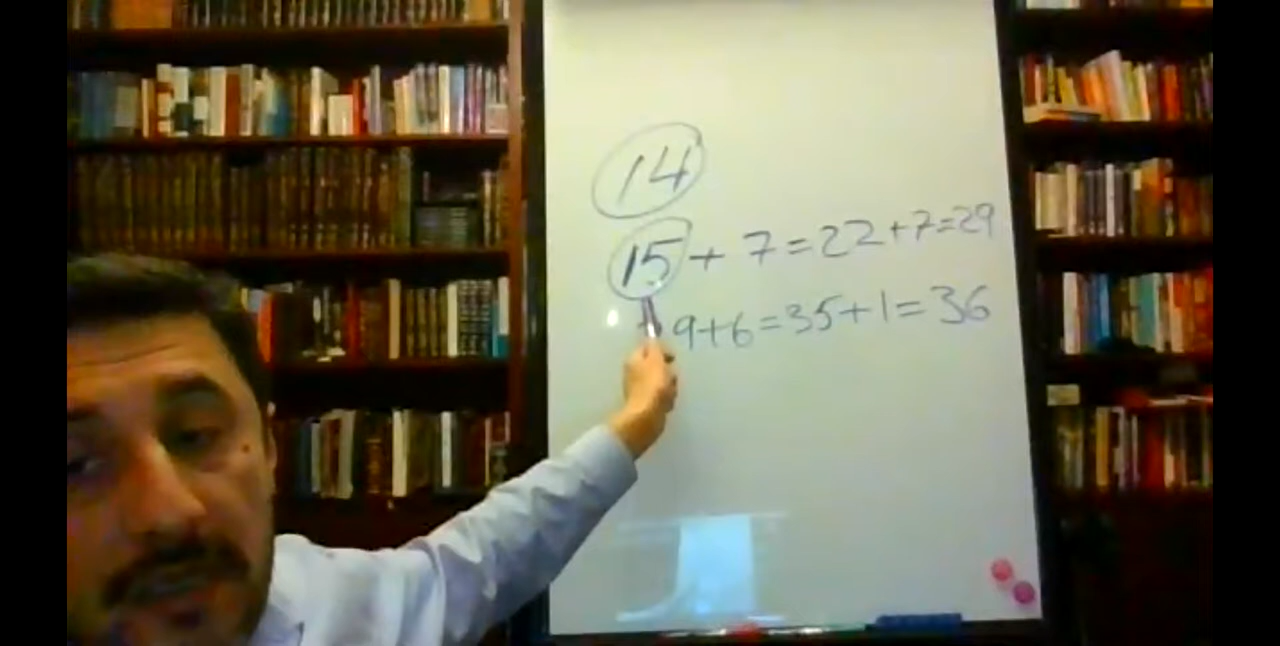 14
15 + 7 = 22 + 7 = 29
9 + 6 = 35 + 1 = 36